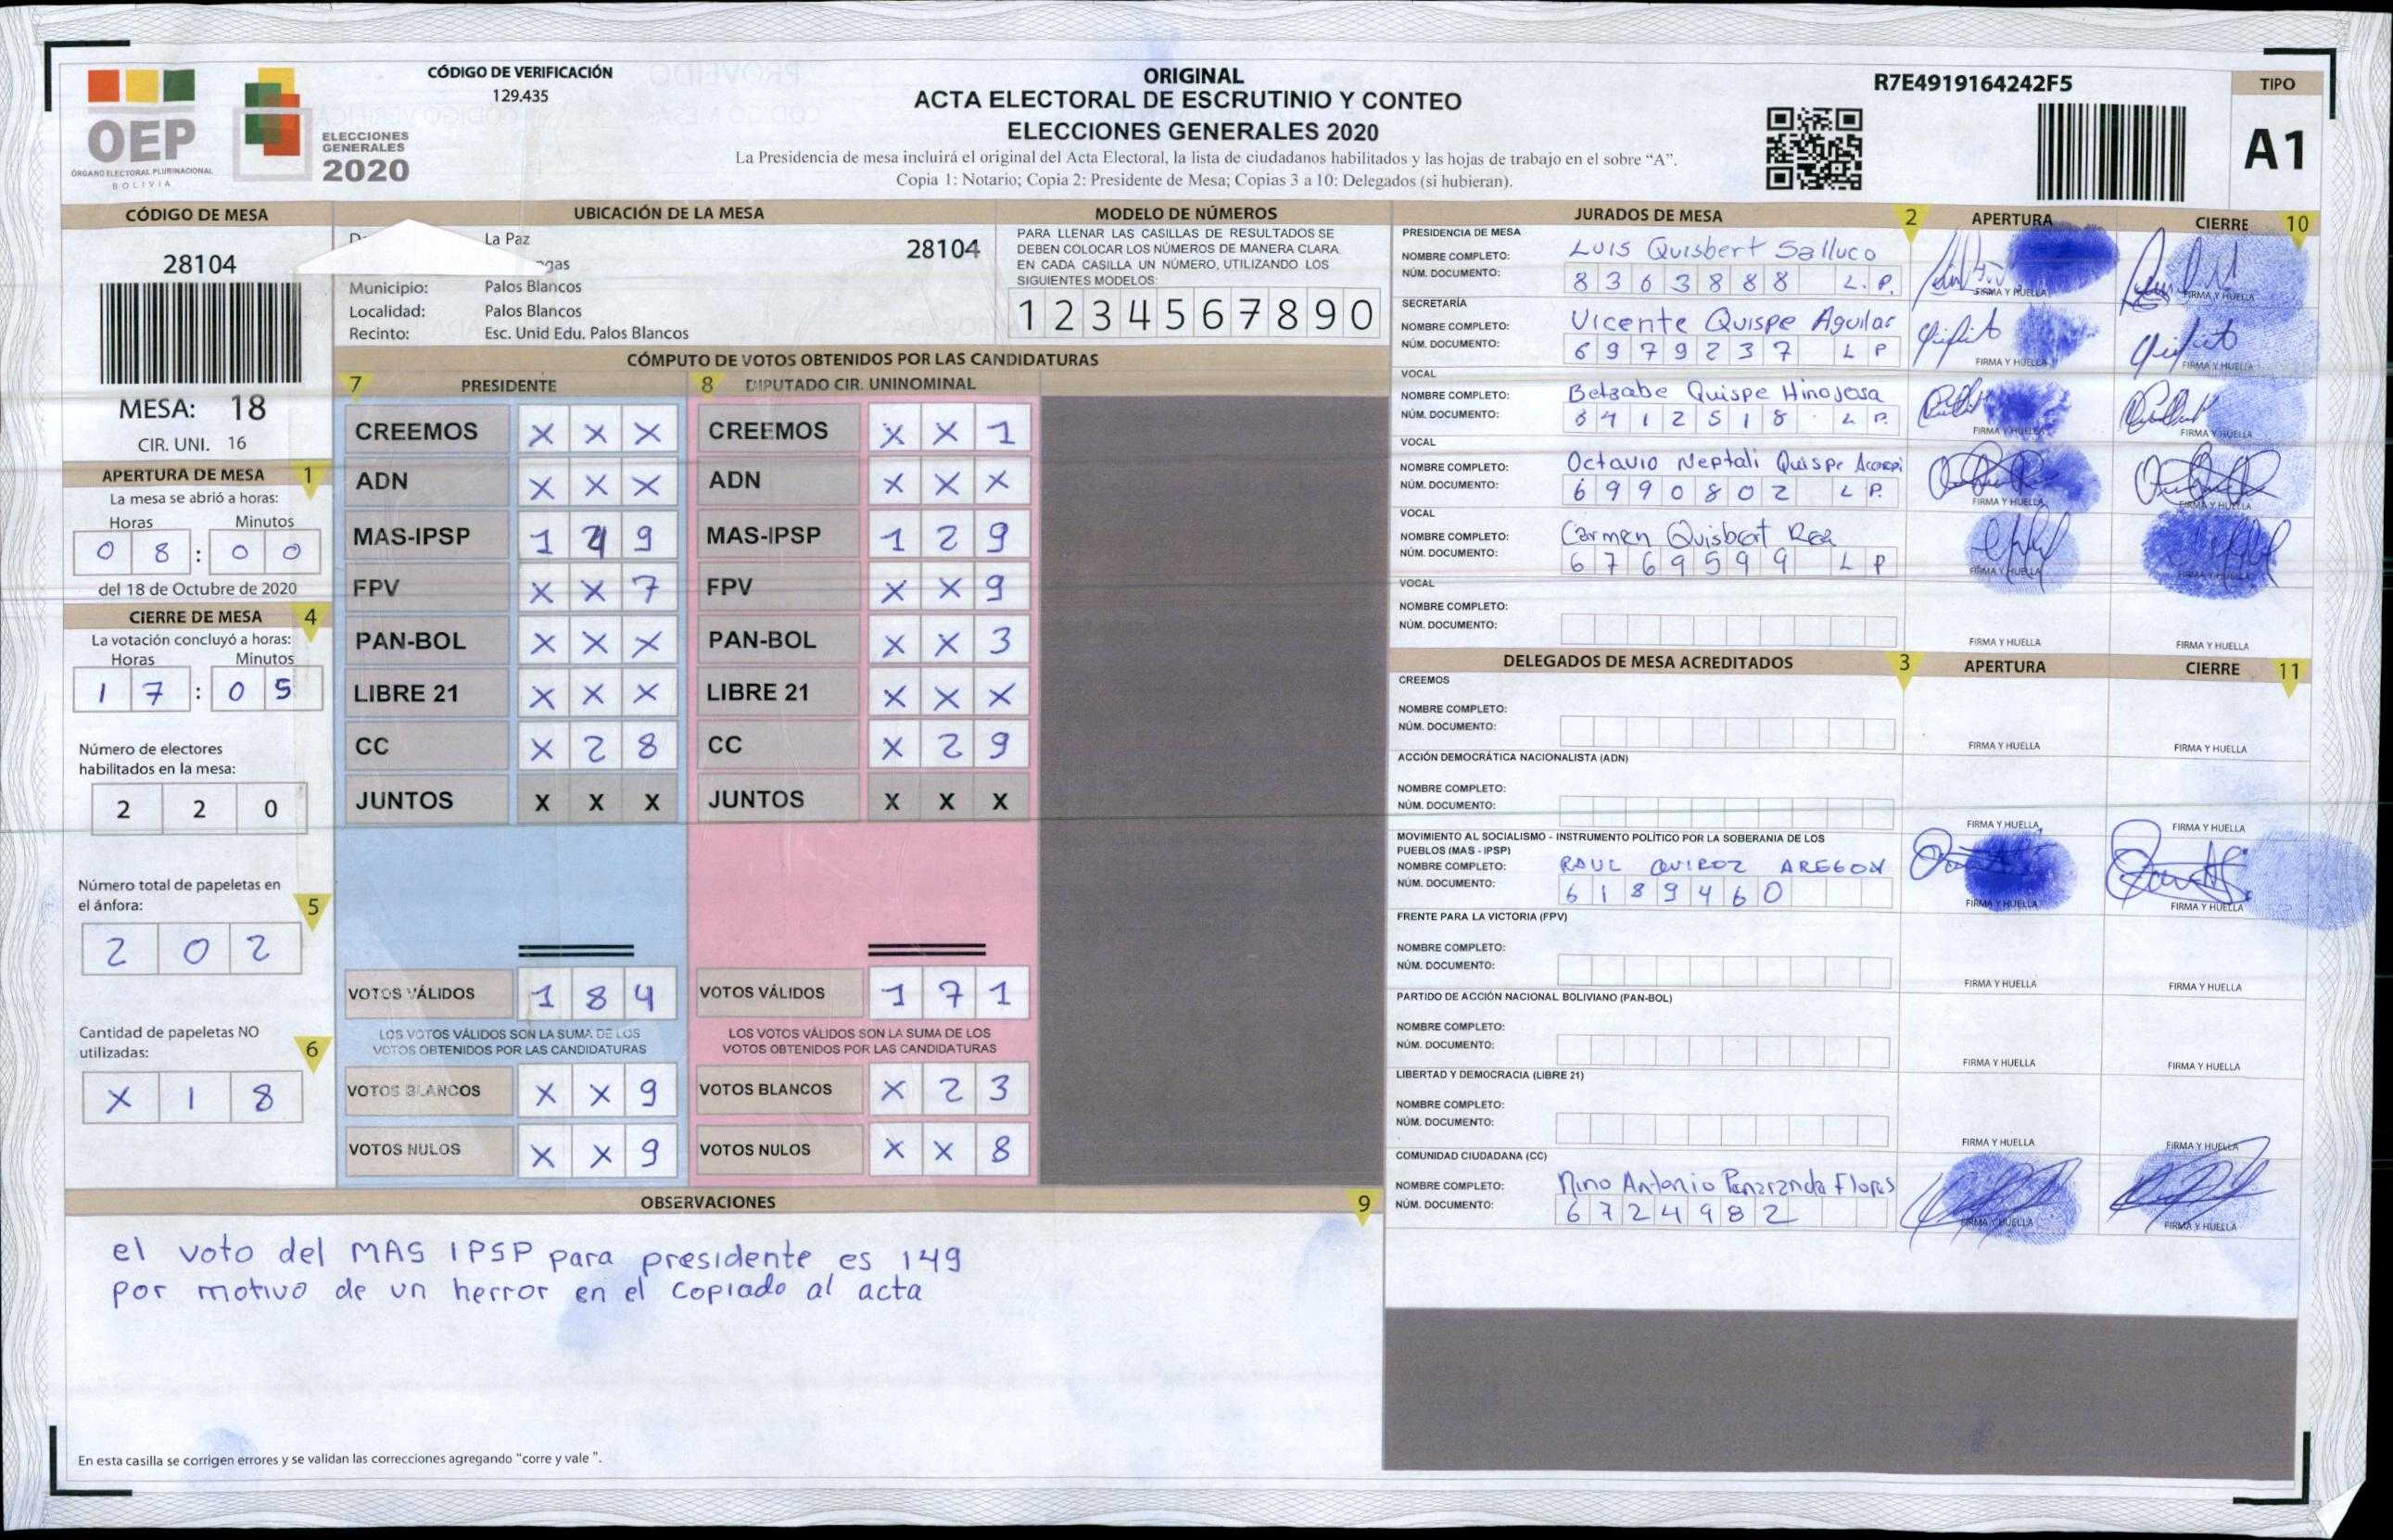 CÓDIGO DE VERIFICACIÓN
129.435
OEP
ÓRGANO ELECTORAL PLURINACIONAL
BOLIVIA
ELECCIONES
GENERALES
2020
ORIGINAL
ACTA ELECTORAL DE ESCRUTINIO Y CONTEO
ELECCIONES GENERALES 2020
La Presidencia de mesa incluirá el original del Acta Electoral, la lista de ciudadanos habilitados y las hojas de trabajo en el sobre “A”.
Copia 1: Notario; Copia 2: Presidente de Mesa; Copias 3 a 10: Delegados (si hubieran).
R7E4919164242F5
TIPO
A1
CÓDIGO DE MESA
28104
MESA: 18
CIR. UNI. 16
APERTURA DE MESA 1
La mesa se abrió a horas:
Horas Minutos
0 8 : 0 0
del 18 de Octubre de 2020
CIERRE DE MESA 4
La votación concluyó a horas:
Horas Minutos
1 7 : 0 5
Número de electores
habilitados en la mesa:
2 2 0
Número total de papeletas en
el ánfora: 5
2 0 2
Cantidad de papeletas NO
utilizadas: 6
X 1 8
UBICACIÓN DE LA MESA
La Paz 28104
Municipio: Palos Blancos
Localidad: Palos Blancos
Recinto: Esc. Unid Edu. Palos Blancos
MODELO DE NÚMEROS
PARA LLENAR LAS CASILLAS DE RESULTADOS SE
DEBEN COLOCAR LOS NÚMEROS DE MANERA CLARA
EN CADA CASILLA UN NÚMERO, UTILIZANDO LOS
SIGUIENTES MODELOS:
1 2 3 4 5 6 7 8 9 0
CÓMPUTO DE VOTOS OBTENIDOS POR LAS CANDIDATURAS
7 PRESIDENTE 8 DIPUTADO CIR. UNINOMINAL
CREEMOS X X X CREEMOS X X 1
ADN X X X ADN X X X
MAS-IPSP 1 4 9 MAS-IPSP 1 2 9
FPV X X 7 FPV X X 9
PAN-BOL X X X PAN-BOL X X 3
LIBRE 21 X X X LIBRE 21 X X X
CC X 2 8 CC X 2 9
JUNTOS X X X JUNTOS X X X
VOTOS VÁLIDOS 1 8 4 VOTOS VÁLIDOS 1 7 1
LOS VOTOS VÁLIDOS SON LA SUMA DE LOS LOS VOTOS VÁLIDOS SON LA SUMA DE LOS
VOTOS OBTENIDOS POR LAS CANDIDATURAS VOTOS OBTENIDOS POR LAS CANDIDATURAS
VOTOS BLANCOS X X 9 VOTOS BLANCOS X 2 3
VOTOS NULOS X X 9 VOTOS NULOS X X 8
OBSERVACIONES 9
el voto del MAS IPSP para presidente es 149
por motivo de un herror en el copiado al acta
En esta casilla se corrigen errores y se validan las correcciones agregando “corre y vale”.
JURADOS DE MESA 2 APERTURA CIERRE 10
PRESIDENCIA DE MESA
NOMBRE COMPLETO: Luis Quisbert Salluco
NÚM. DOCUMENTO: 8 3 6 3 8 8 8 L. P.
FIRMA Y HUELLA FIRMA Y HUELLA
SECRETARÍA
NOMBRE COMPLETO: Vicente Quispe Aguilar
NÚM. DOCUMENTO: 6 9 7 9 2 3 7 L P
FIRMA Y HUELLA FIRMA Y HUELLA
VOCAL
NOMBRE COMPLETO: Betzabe Quispe Hinojosa
NÚM. DOCUMENTO: 8 4 1 2 5 1 8 L P.
FIRMA Y HUELLA FIRMA Y HUELLA
VOCAL
NOMBRE COMPLETO: Octavio Neptali Quispe
NÚM. DOCUMENTO: 6 9 9 0 8 0 2 L P.
FIRMA Y HUELLA FIRMA Y HUELLA
VOCAL
NOMBRE COMPLETO: Carmen Quisbert Rea
NÚM. DOCUMENTO: 6 7 6 9 5 9 9 L P
FIRMA Y HUELLA FIRMA Y HUELLA
VOCAL
NOMBRE COMPLETO:
NÚM. DOCUMENTO:
FIRMA Y HUELLA FIRMA Y HUELLA
DELEGADOS DE MESA ACREDITADOS 3 APERTURA CIERRE 11
CREEMOS
NOMBRE COMPLETO:
NÚM. DOCUMENTO:
FIRMA Y HUELLA FIRMA Y HUELLA
ACCIÓN DEMOCRÁTICA NACIONALISTA (ADN)
NOMBRE COMPLETO:
NÚM. DOCUMENTO:
FIRMA Y HUELLA FIRMA Y HUELLA
MOVIMIENTO AL SOCIALISMO - INSTRUMENTO POLÍTICO POR LA SOBERANIA DE LOS
PUEBLOS (MAS - IPSP)
NOMBRE COMPLETO: RAUL QUIROZ AREGON
NÚM. DOCUMENTO: 6 1 8 9 4 6 0
FIRMA Y HUELLA FIRMA Y HUELLA
FRENTE PARA LA VICTORIA (FPV)
NOMBRE COMPLETO:
NÚM. DOCUMENTO:
FIRMA Y HUELLA FIRMA Y HUELLA
PARTIDO DE ACCIÓN NACIONAL BOLIVIANO (PAN-BOL)
NOMBRE COMPLETO:
NÚM. DOCUMENTO:
FIRMA Y HUELLA FIRMA Y HUELLA
LIBERTAD Y DEMOCRACIA (LIBRE 21)
NOMBRE COMPLETO:
NÚM. DOCUMENTO:
FIRMA Y HUELLA FIRMA Y HUELLA
COMUNIDAD CIUDADANA (CC)
NOMBRE COMPLETO: Nino Antonio Penaranda Flores
NÚM. DOCUMENTO: 6 7 2 4 9 8 2
FIRMA Y HUELLA FIRMA Y HUELLA